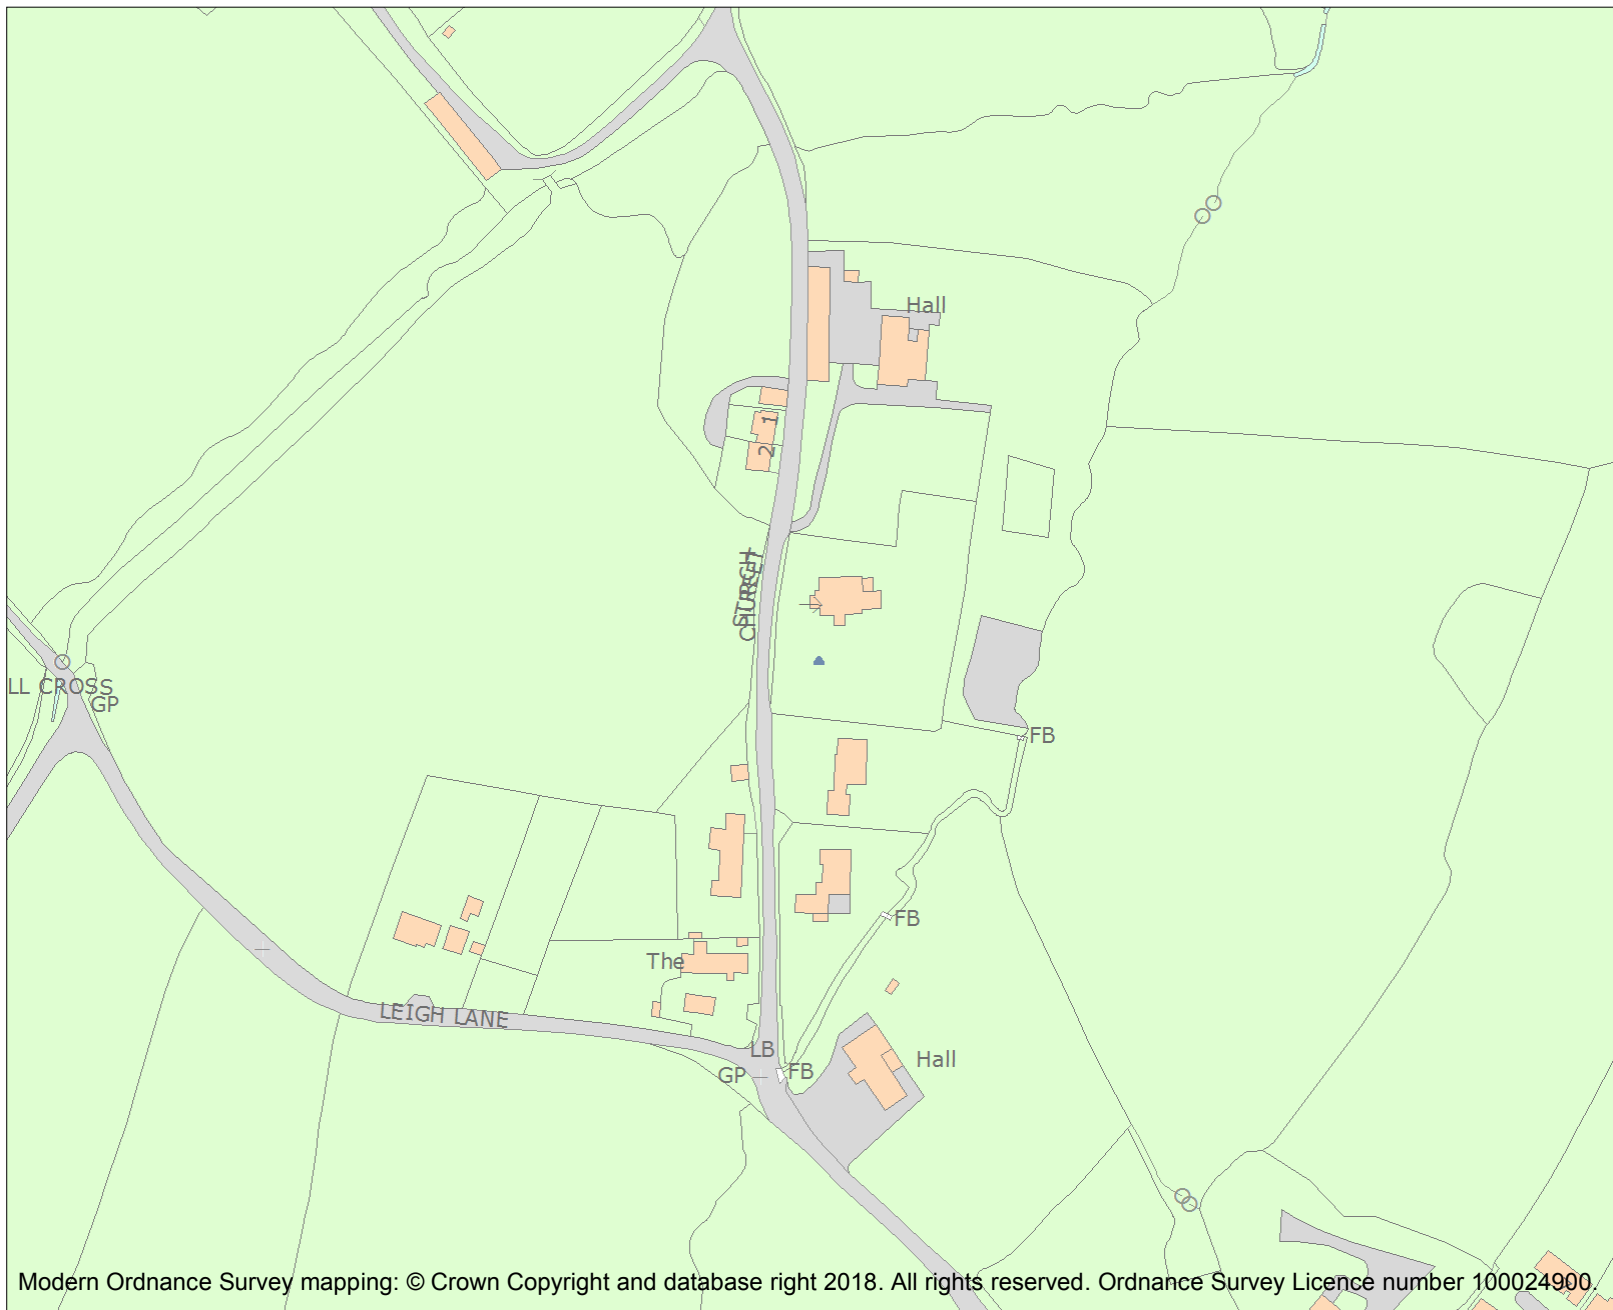 Hall
1
2
CHURCH
STREET
LL CROSS
GP
FB
FB
The
LEIGH LANE
LB
GP
FB
Hall
Modern Ordnance Survey mapping: © Crown Copyright and database right 2018. All rights reserved. Ordnance Survey Licence number 100024900.